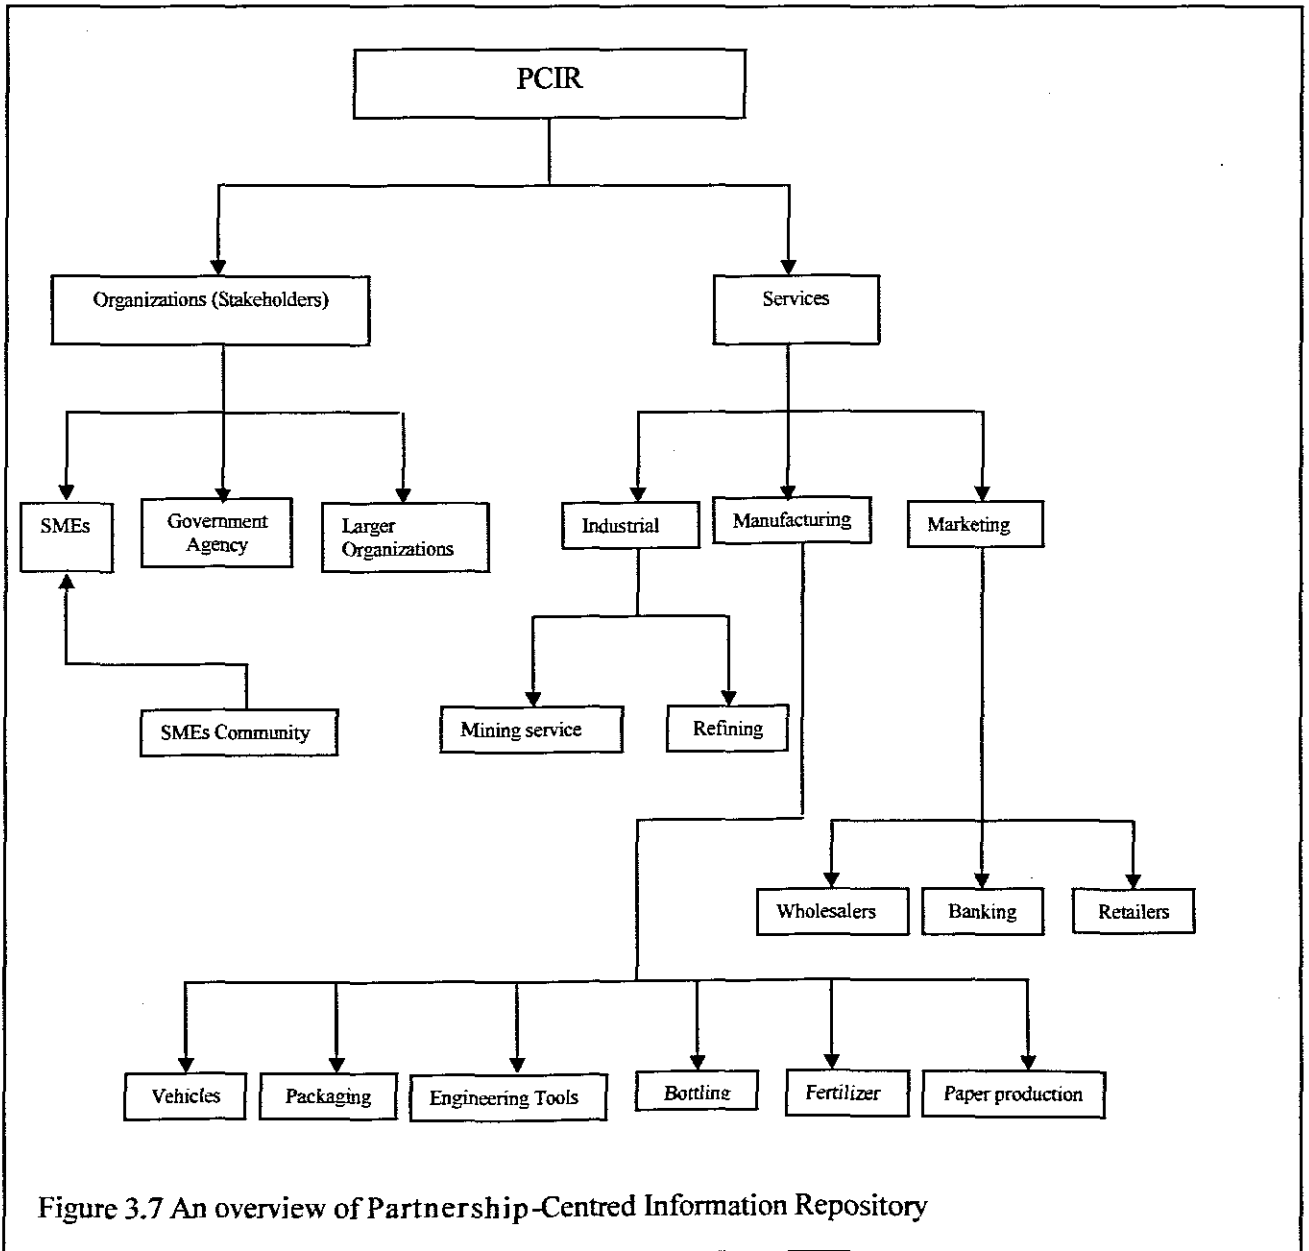 PCIR
Organizations (Stakeholders)
Services
SMEs
Government
Agency
Larger
Organizations
Industrial
Manufacturing
Marketing
SMEs Community
Mining service
Refining
Wholesalers
Banking
Retailers
Vehicles
Packaging
Engineering Tools
Bottling
Fertilizer
Paper production
Figure 3.7 An overview of Partnership-Centred Information Repository